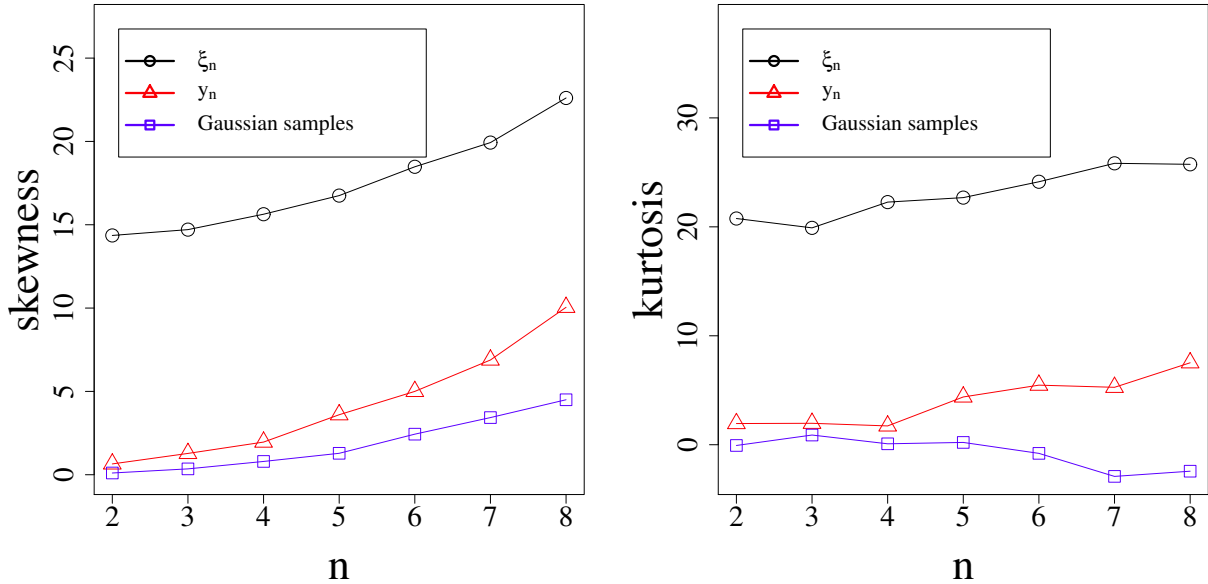 skewness
0
5
10
15
20
25
ξn
yn
Gaussian samples
2 3 4 5 6 7 8
n
kurtosis
0
10
20
30
ξn
yn
Gaussian samples
2 3 4 5 6 7 8
n